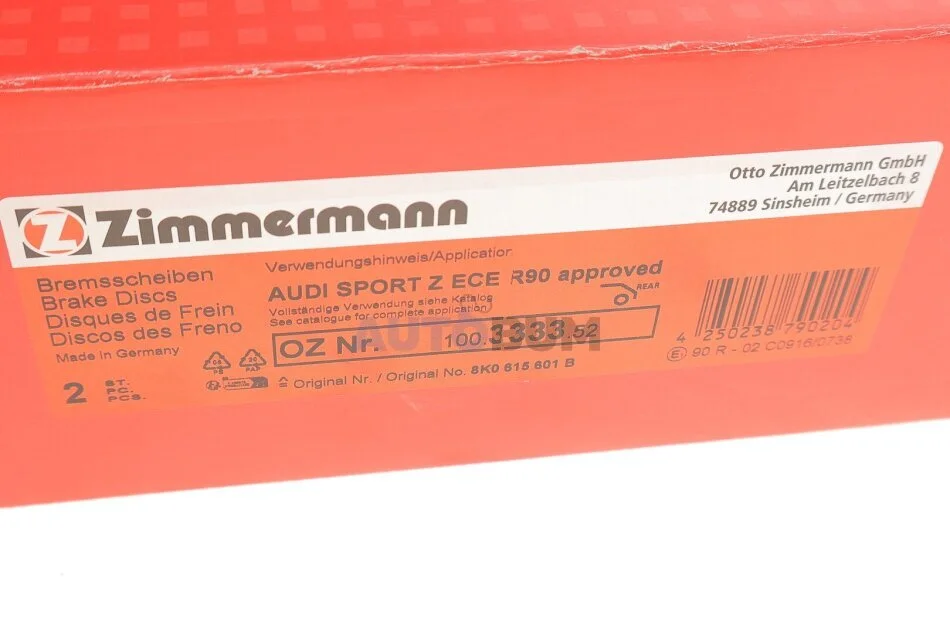 Z Zimmermann
Otto Zimmermann GmbH
Am Leitzelbach 8
74889 Sinsheim / Germany
Bremsscheiben
Brake Discs
Disques de Frein
Discos des Freno
Made in Germany
2 ST.
PC.
PCS.
Verwendungshinweis/Application
AUDI SPORT Z ECE R90 approved
Vollständige Verwendung siehe Katalog
See catalogue for complete application
REAR
OZ Nr. 100.3333.52
≙ Original Nr. / Original No. 8K0 615 601 B
PAP
4 250238 790204
E1 90 R - 02 C0916/0738